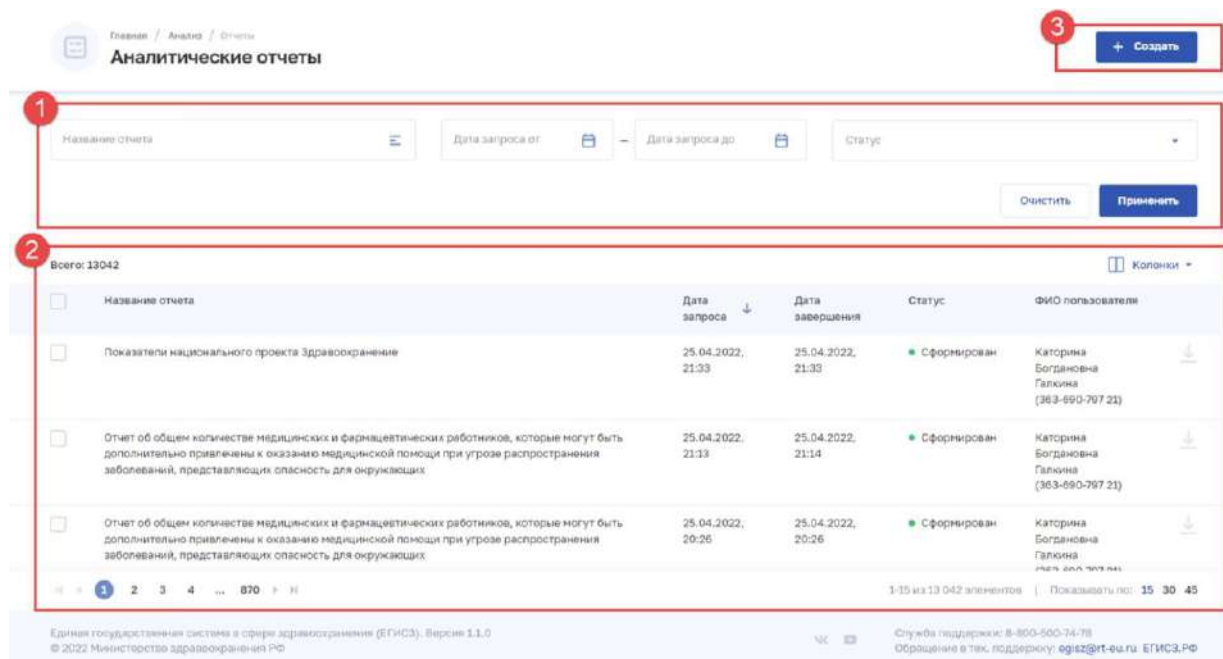 Главная / Анализ / Отчеты
Аналитические отчеты
3
+ Создать
1
Название отчета
Дата запроса от
–
Дата запроса до
Статус
Очистить
Применить
2
Всего: 13042
Колонки
Название отчета
Дата запроса
Дата завершения
Статус
ФИО пользователя
Показатели национального проекта Здравоохранение
25.04.2022,
21:33
25.04.2022,
21:33
Сформирован
Каторина
Богдановна
Галкина
(363-690-797 21)
Отчет об общем количестве медицинских и фармацевтических работников, которые могут быть
дополнительно привлечены к оказанию медицинской помощи при угрозе распространения
заболеваний, представляющих опасность для окружающих
25.04.2022,
21:13
25.04.2022,
21:14
Сформирован
Каторина
Богдановна
Галкина
(363-690-797 21)
Отчет об общем количестве медицинских и фармацевтических работников, которые могут быть
дополнительно привлечены к оказанию медицинской помощи при угрозе распространения
заболеваний, представляющих опасность для окружающих
25.04.2022,
20:26
25.04.2022,
20:26
Сформирован
Каторина
Богдановна
Галкина
1 2 3 4 ... 870
1-15 из 13 042 элементов | Показывать по: 15 30 45
Единая государственная система в сфере здравоохранения (ЕГИСЗ). Версия 1.1.0
© 2022 Министерство здравоохранения РФ
Служба поддержки: 8-800-500-74-78
Обращение в тех. поддержку: egisz@rt-eu.ru ЕГИСЗ.РФ